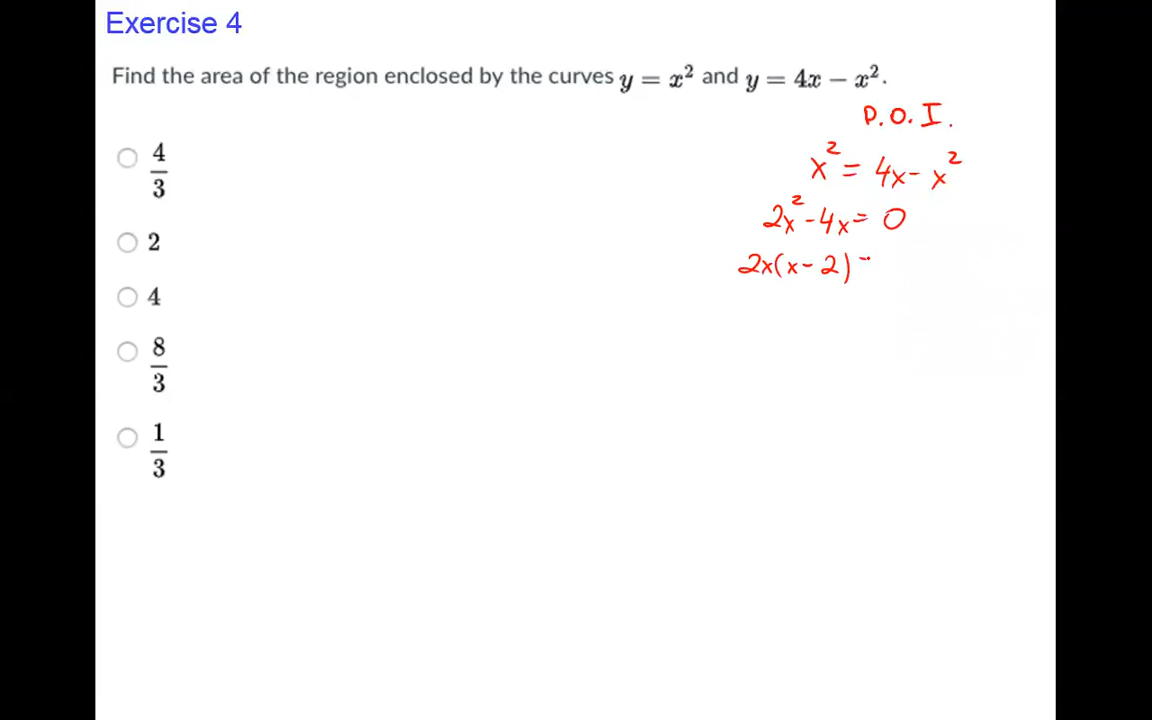 Exercise 4
Find the area of the region enclosed by the curves y = x² and y = 4x − x².
P.O.I.
x² = 4x - x²
2x² - 4x = 0
2x(x - 2) =
4/3
2
4
8/3
1/3